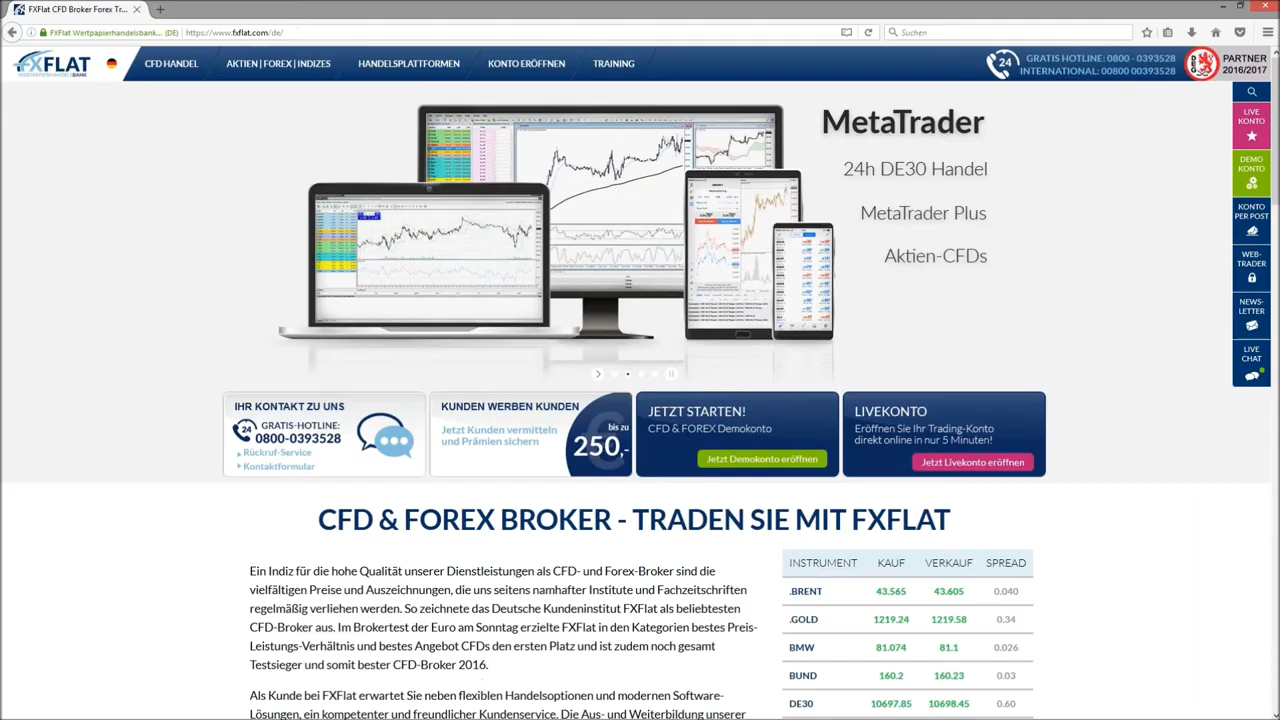 FXFlat CFD Broker Forex Tr...
FXFlat Wertpapierhandelsbank... (DE)
https://www.fxflat.com/de/
Suchen
FXFLAT
WERTPAPIERHANDELSBANK
CFD HANDEL
AKTIEN | FOREX | INDIZES
HANDELSPLATTFORMEN
KONTO ERÖFFNEN
TRAINING
24
GRATIS HOTLINE: 0800 - 0393528
INTERNATIONAL: 00800 00393528
DEG
PARTNER
2016/2017
MetaTrader
24h DE30 Handel
MetaTrader Plus
Aktien-CFDs
LIVE
KONTO
DEMO
KONTO
KONTO
PER POST
WEB-
TRADER
NEWS-
LETTER
LIVE
CHAT
IHR KONTAKT ZU UNS
24 GRATIS-HOTLINE:
0800-0393528
Rückruf-Service
Kontaktformular
KUNDEN WERBEN KUNDEN
Jetzt Kunden vermitteln
und Prämien sichern
bis zu
250,-
€
JETZT STARTEN!
CFD & FOREX Demokonto
Jetzt Demokonto eröffnen
LIVEKONTO
Eröffnen Sie Ihr Trading-Konto
direkt online in nur 5 Minuten!
Jetzt Livekonto eröffnen
CFD & FOREX BROKER - TRADEN SIE MIT FXFLAT
Ein Indiz für die hohe Qualität unserer Dienstleistungen als CFD- und Forex-Broker sind die
vielfältigen Preise und Auszeichnungen, die uns seitens namhafter Institute und Fachzeitschriften
regelmäßig verliehen werden. So zeichnete das Deutsche Kundeninstitut FXFlat als beliebtesten
CFD-Broker aus. Im Brokertest der Euro am Sonntag erzielte FXFlat in den Kategorien bestes Preis-
Leistungs-Verhältnis und bestes Angebot CFDs den ersten Platz und ist zudem noch gesamt
Testsieger und somit bester CFD-Broker 2016.
Als Kunde bei FXFlat erwartet Sie neben flexiblen Handelsoptionen und modernen Software-
Lösungen, ein kompetenter und freundlicher Kundenservice. Die Aus- und Weiterbildung unserer
INSTRUMENT KAUF VERKAUF SPREAD
.BRENT 43.565 43.605 0.040
.GOLD 1219.24 1219.58 0.34
BMW 81.074 81.1 0.026
BUND 160.2 160.23 0.03
DE30 10697.85 10698.45 0.60